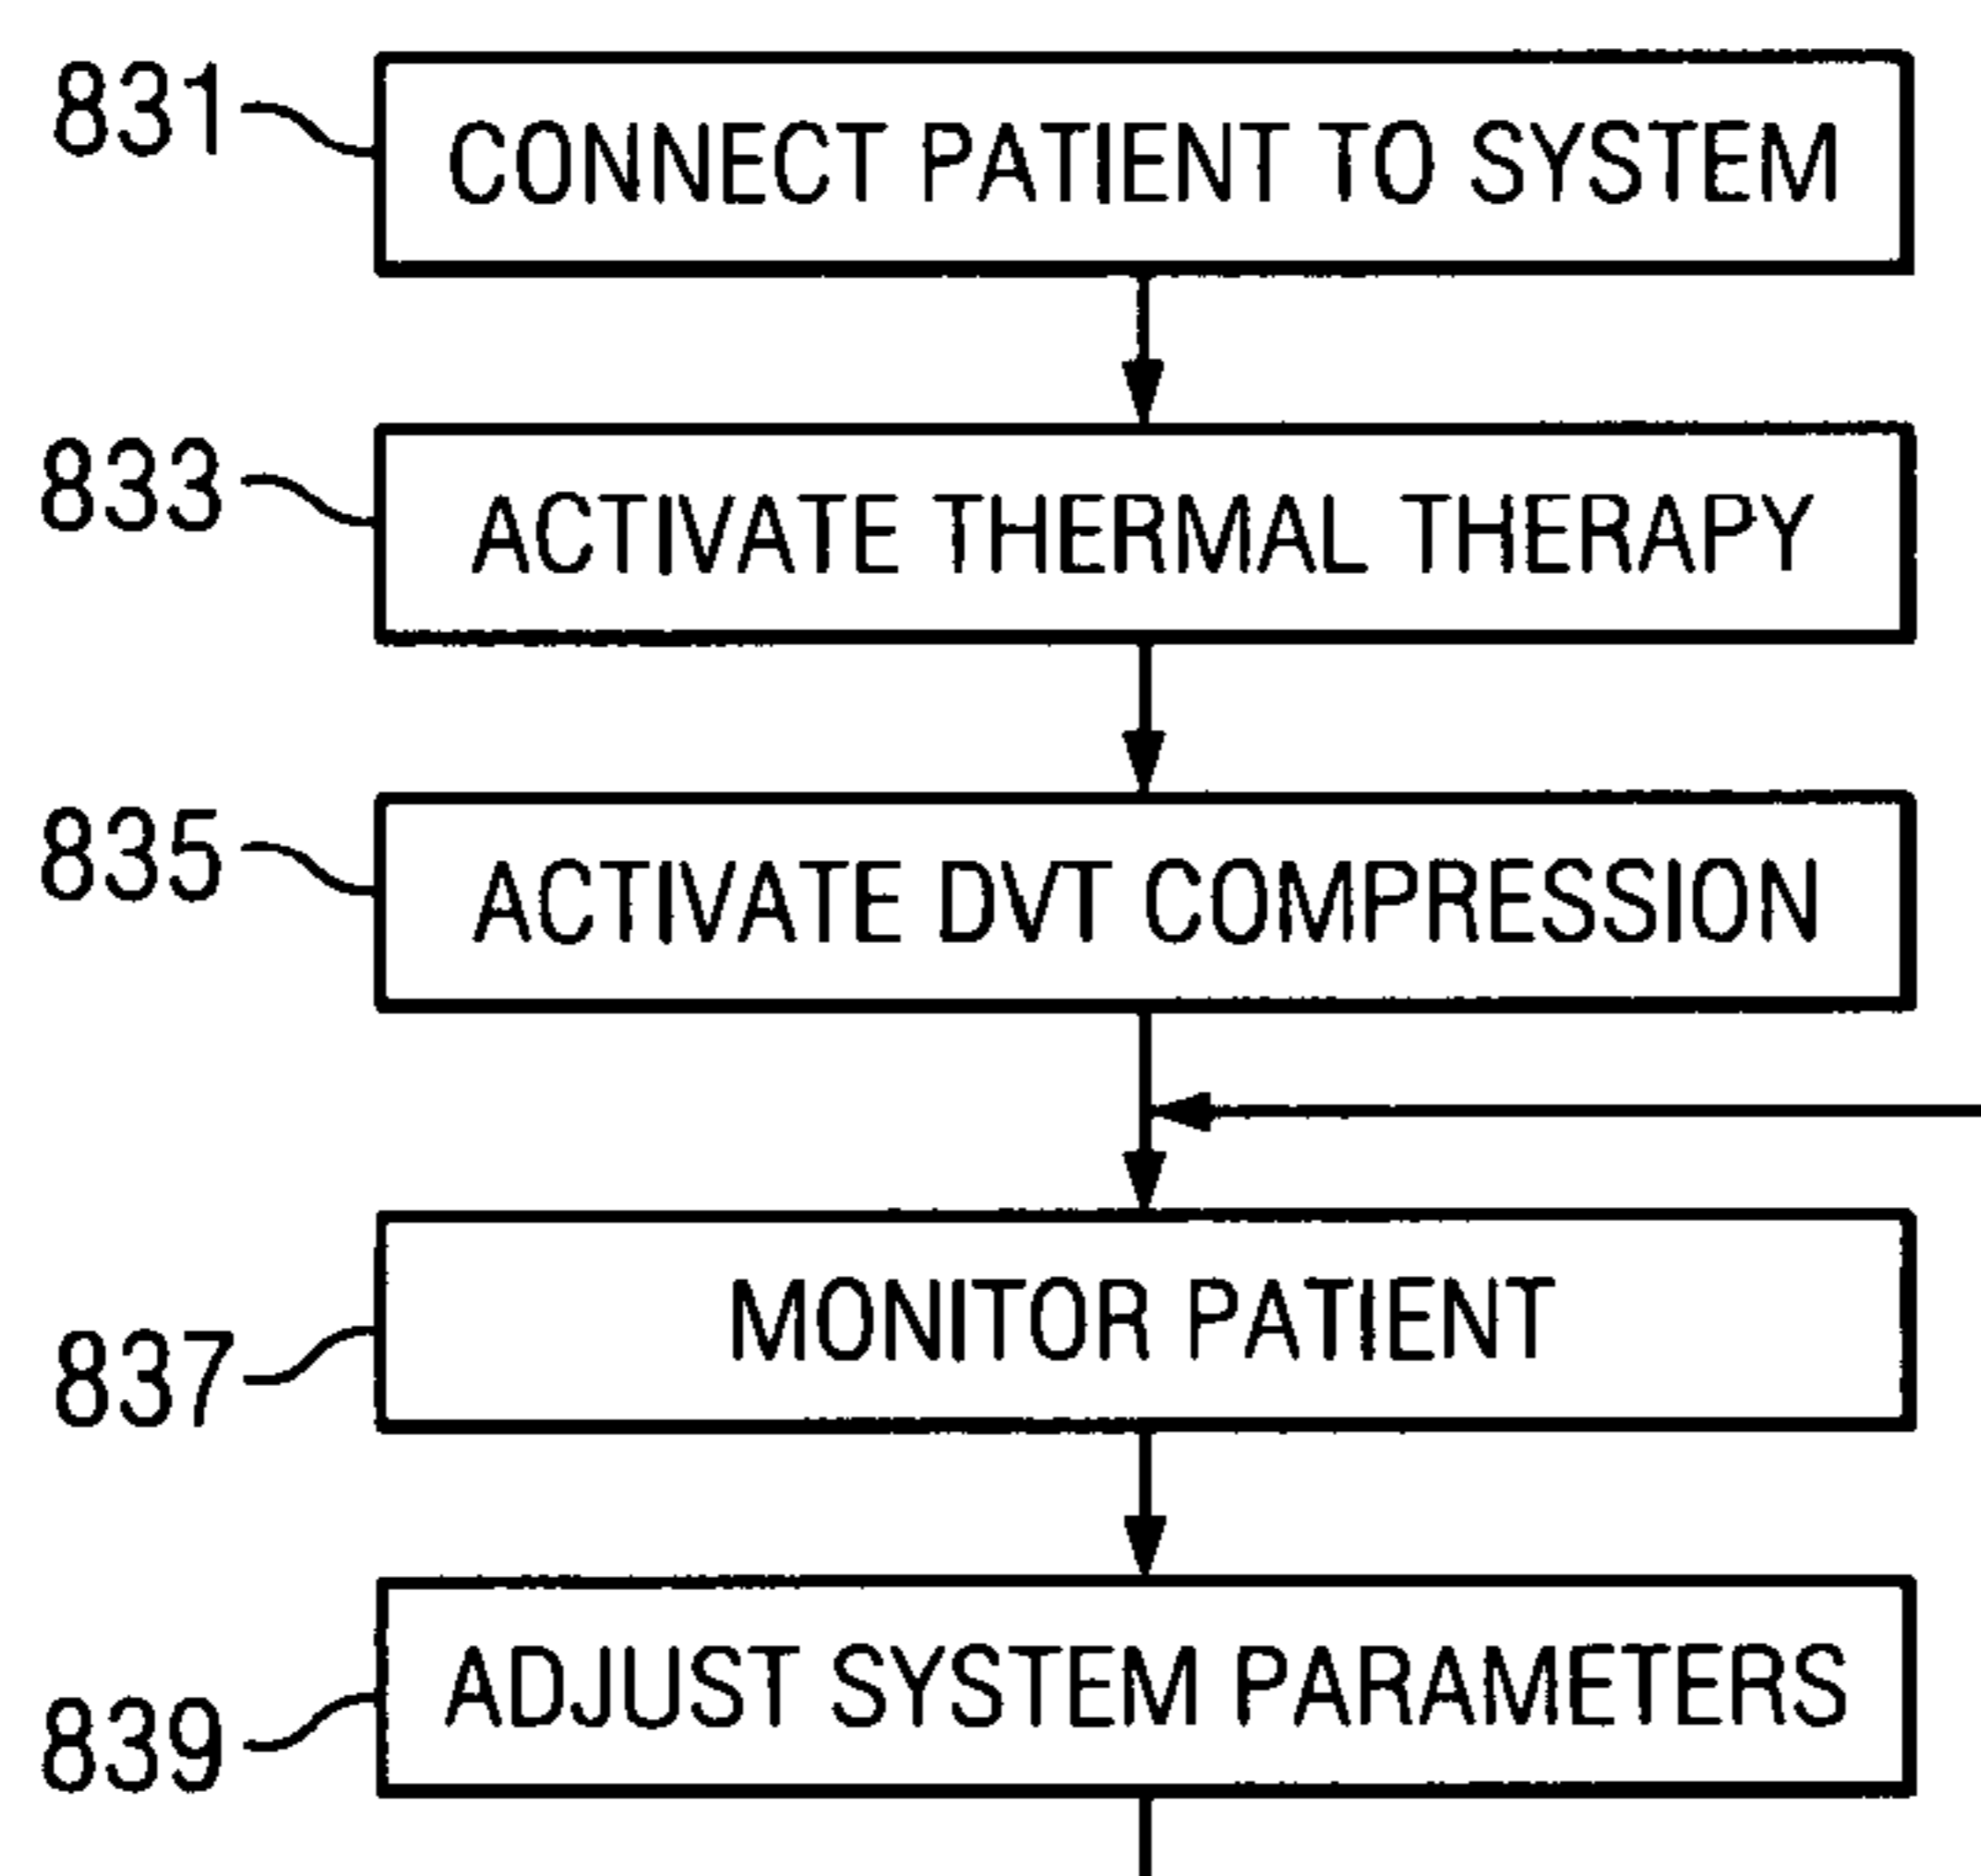 831 CONNECT PATIENT TO SYSTEM
833 ACTIVATE THERMAL THERAPY
835 ACTIVATE DVT COMPRESSION
837 MONITOR PATIENT
839 ADJUST SYSTEM PARAMETERS